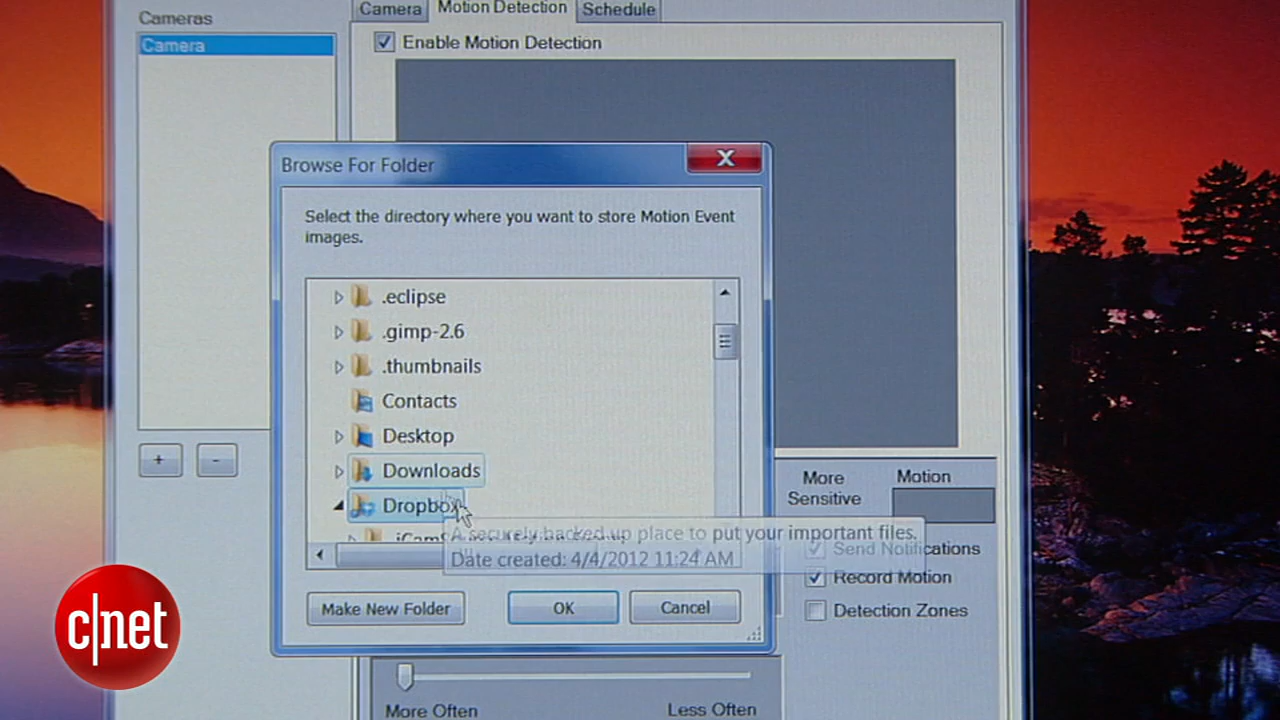 Cameras
Camera
Camera
Motion Detection
Schedule
Enable Motion Detection
Browse For Folder
X
Select the directory where you want to store Motion Event
images.
.eclipse
.gimp-2.6
.thumbnails
Contacts
Desktop
Downloads
Dropbox
A securely backed up place to put your important files.
Date created: 4/4/2012 11:24 AM
Make New Folder
OK
Cancel
+
-
More
Sensitive
Motion
Send Notifications
Record Motion
Detection Zones
More Often
Less Often
c|net